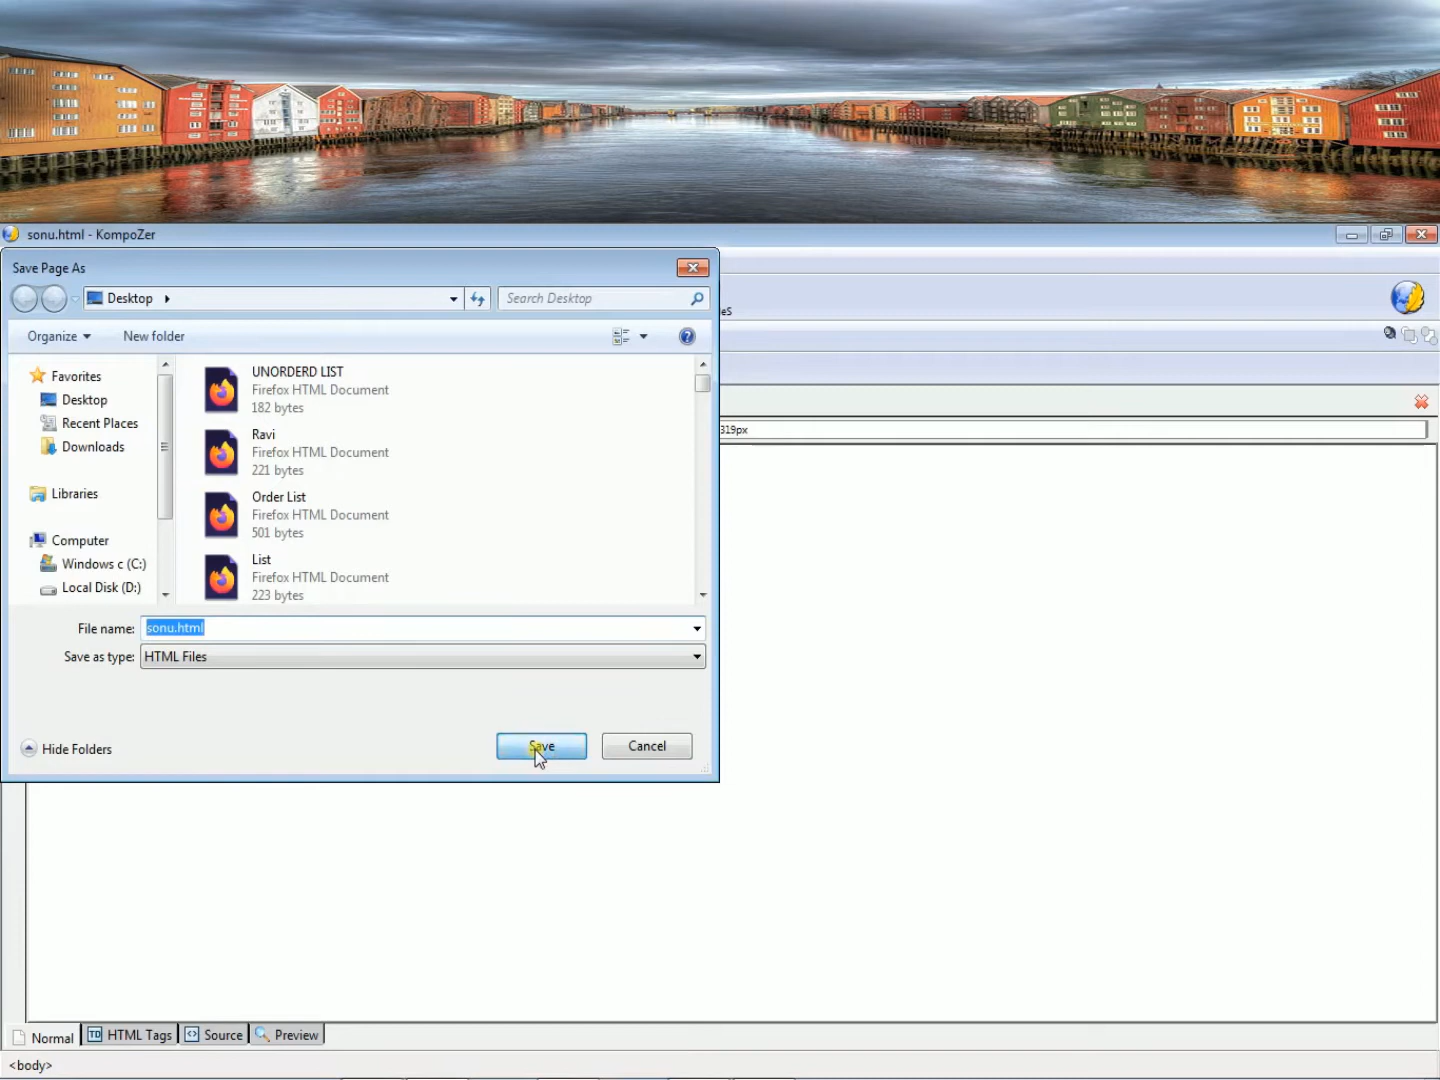 sonu.html - KompoZer
Save Page As
Desktop
Search Desktop
eS
Organize
New folder
Favorites
Desktop
Recent Places
Downloads
Libraries
Computer
Windows c (C:)
Local Disk (D:)
UNORDERD LIST
Firefox HTML Document
182 bytes
Ravi
Firefox HTML Document
221 bytes
Order List
Firefox HTML Document
501 bytes
List
Firefox HTML Document
223 bytes
319px
File name: sonu.html
Save as type: HTML Files
Hide Folders
Save
Cancel
Normal
TD HTML Tags
Source
Preview
<body>